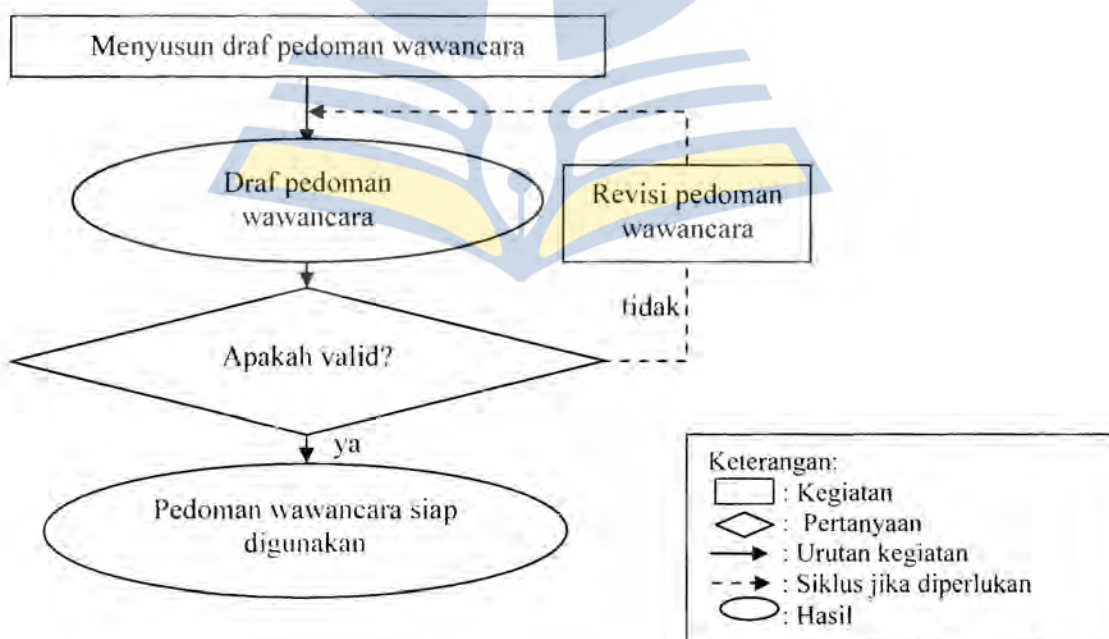 Menyusun draf pedoman wawancara
Draf pedoman
wawancara
Revisi pedoman
wawancara
tidak
Apakah valid?
ya
Pedoman wawancara siap
digunakan
Keterangan:
: Kegiatan
: Pertanyaan
: Urutan kegiatan
: Siklus jika diperlukan
: Hasil